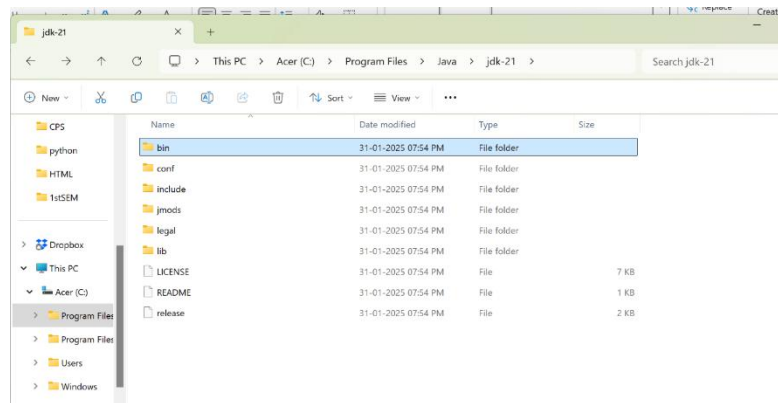 Replace
Creat
jdk-21
This PC > Acer (C:) > Program Files > Java > jdk-21 >
Search jdk-21
New
Sort
View
Name Date modified Type Size
CPS
python
HTML
1stSEM
Dropbox
This PC
Acer (C:)
Program Files
Program Files
Users
Windows
bin 31-01-2025 07:54 PM File folder
conf 31-01-2025 07:54 PM File folder
include 31-01-2025 07:54 PM File folder
jmods 31-01-2025 07:54 PM File folder
legal 31-01-2025 07:54 PM File folder
lib 31-01-2025 07:54 PM File folder
LICENSE 31-01-2025 07:54 PM File 7 KB
README 31-01-2025 07:54 PM File 1 KB
release 31-01-2025 07:54 PM File 2 KB